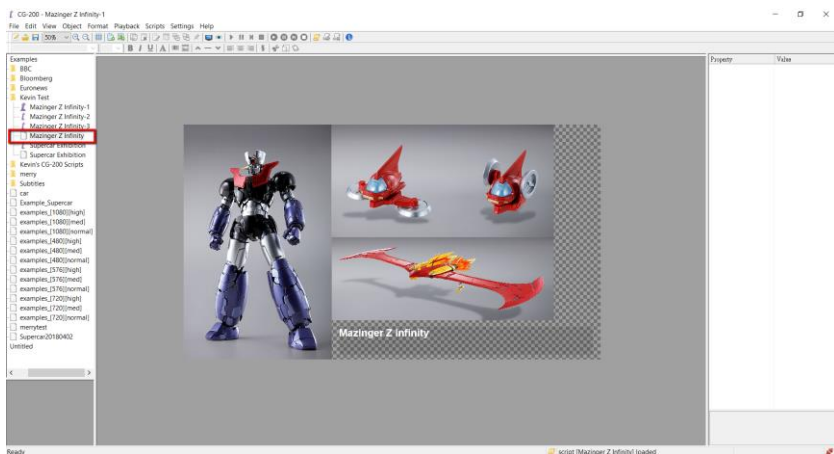 CG-200 - Mazinger Z Infinity-1
File Edit View Object Format Playback Scripts Settings Help
50%
B I U A
Examples
BBC
Bloomberg
Euronews
Kevin Test
Mazinger Z Infinity-1
Mazinger Z Infinity-2
Mazinger Z Infinity-3
Mazinger Z Infinity
Supercar Exhibition
Supercar Exhibition
Kevin's CG-200 Scripts
merry
Subtitles
car
Example_Supercar
examples_[1080][high]
examples_[1080][med]
examples_[1080][normal]
examples_[480][high]
examples_[480][med]
examples_[480][normal]
examples_[576][high]
examples_[576][med]
examples_[576][normal]
examples_[720][high]
examples_[720][med]
examples_[720][normal]
merrytest
Supercar20180402
Untitled
Mazinger Z Infinity
Property Value
Ready
script [Mazinger Z Infinity] loaded